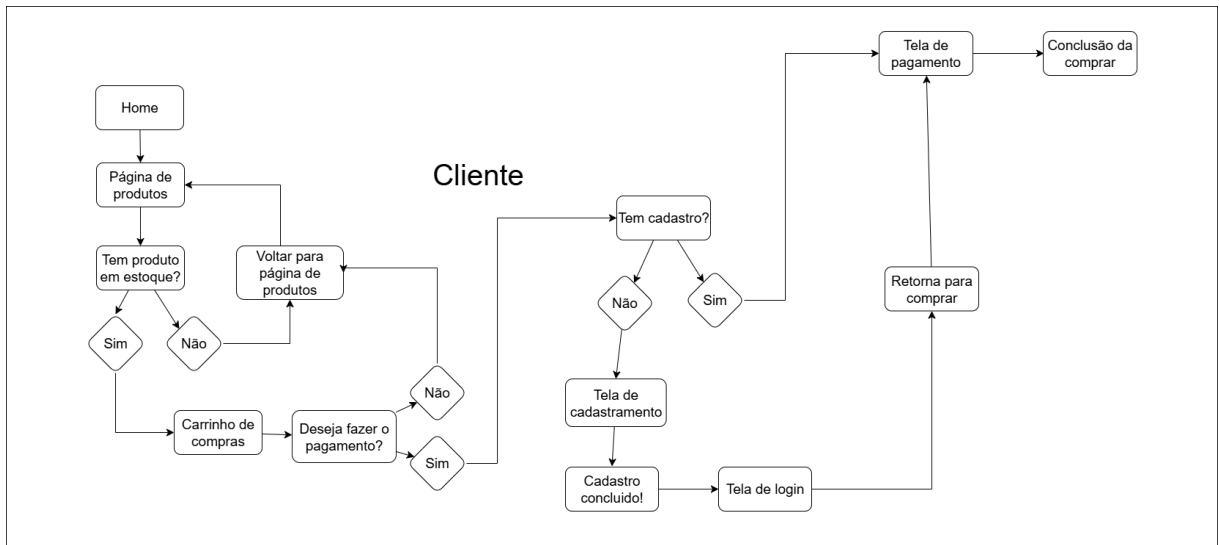 Home
Página de
produtos
Tem produto
em estoque?
Sim
Não
Voltar para
página de
produtos
Carrinho de
compras
Deseja fazer o
pagamento?
Não
Sim
Cliente
Tem cadastro?
Não
Sim
Tela de
cadastramento
Cadastro
concluido!
Tela de login
Retorna para
comprar
Tela de
pagamento
Conclusão da
comprar